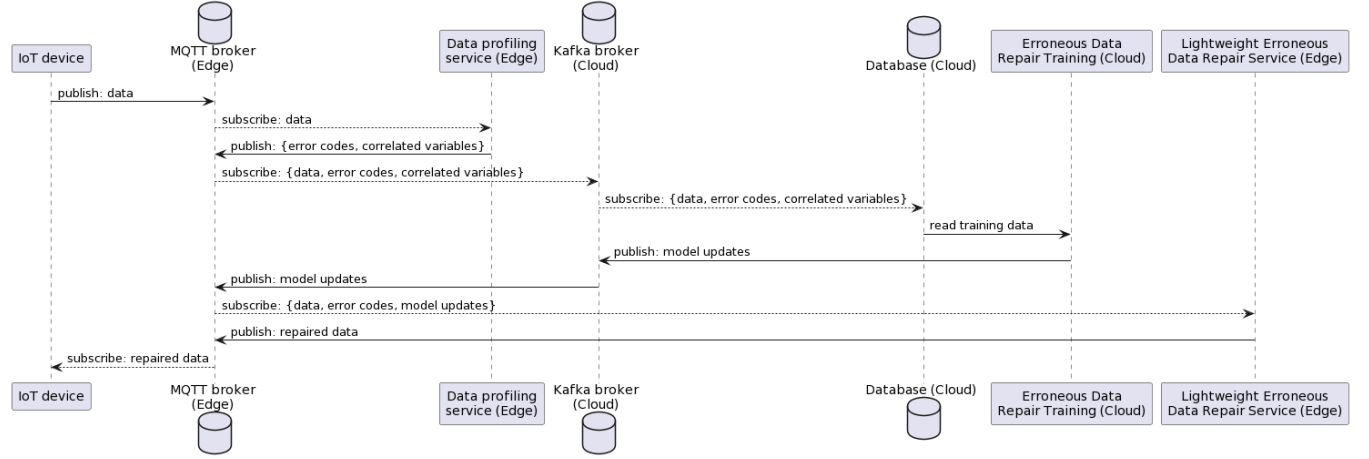 IoT device
MQTT broker
(Edge)
Data profiling
service (Edge)
Kafka broker
(Cloud)
Database (Cloud)
Erroneous Data
Repair Training (Cloud)
Lightweight Erroneous
Data Repair Service (Edge)
publish: data
subscribe: data
publish: {error codes, correlated variables}
subscribe: {data, error codes, correlated variables}
subscribe: {data, error codes, correlated variables}
read training data
publish: model updates
publish: model updates
subscribe: {data, error codes, model updates}
publish: repaired data
subscribe: repaired data
IoT device
MQTT broker
(Edge)
Data profiling
service (Edge)
Kafka broker
(Cloud)
Database (Cloud)
Erroneous Data
Repair Training (Cloud)
Lightweight Erroneous
Data Repair Service (Edge)